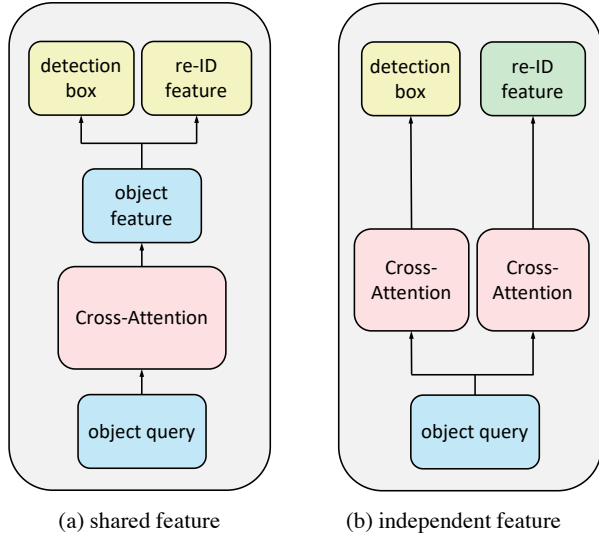 detection
box
re-ID
feature
object
feature
Cross-Attention
object query
(a) shared feature
detection
box
re-ID
feature
Cross-
Attention
Cross-
Attention
object query
(b) independent feature